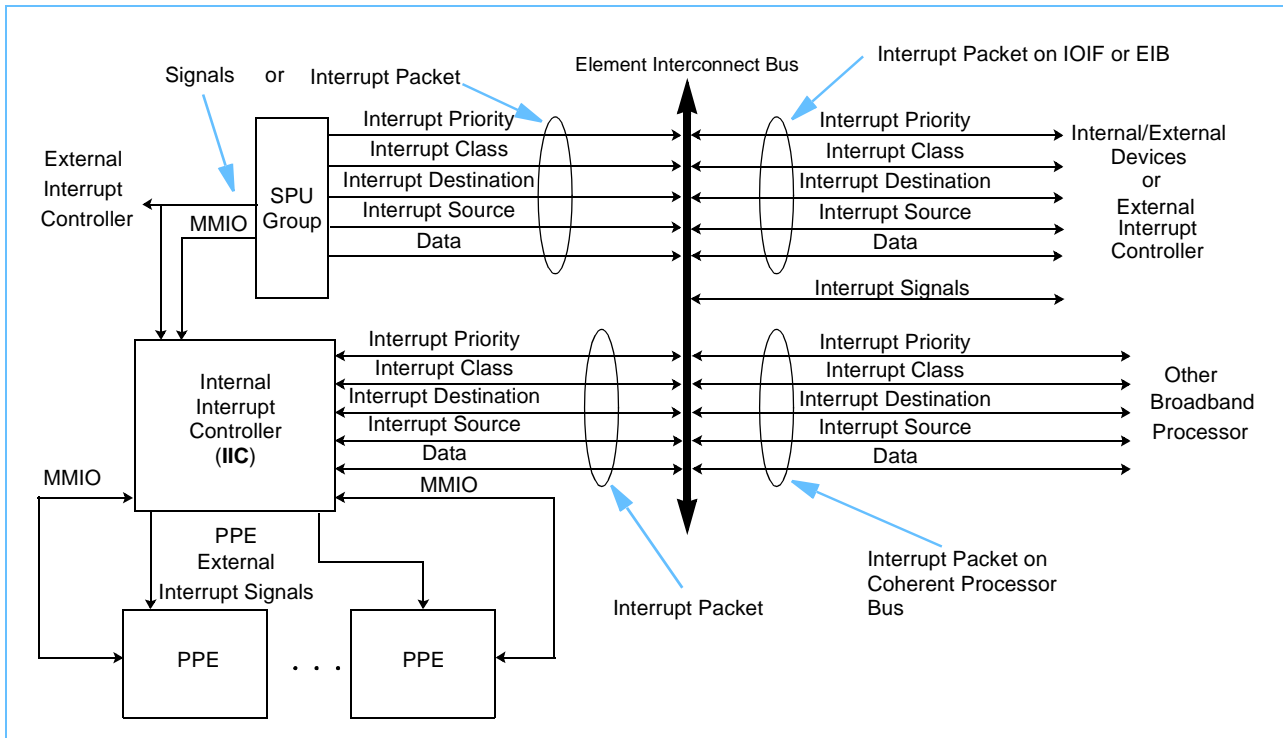 Signals or Interrupt Packet
Element Interconnect Bus
Interrupt Packet on IOIF or EIB
External
Interrupt
Controller
MMIO
SPU
Group
Interrupt Priority
Interrupt Class
Interrupt Destination
Interrupt Source
Data
Interrupt Priority
Interrupt Class
Interrupt Destination
Interrupt Source
Data
Interrupt Signals
Internal/External
Devices
or
External
Interrupt
Controller
Internal
Interrupt
Controller
(IIC)
Interrupt Priority
Interrupt Class
Interrupt Destination
Interrupt Source
Data
MMIO
Interrupt Priority
Interrupt Class
Interrupt Destination
Interrupt Source
Data
Other
Broadband
Processor
MMIO
PPE
External
Interrupt Signals
Interrupt Packet
Interrupt Packet on
Coherent Processor
Bus
PPE
. . .
PPE